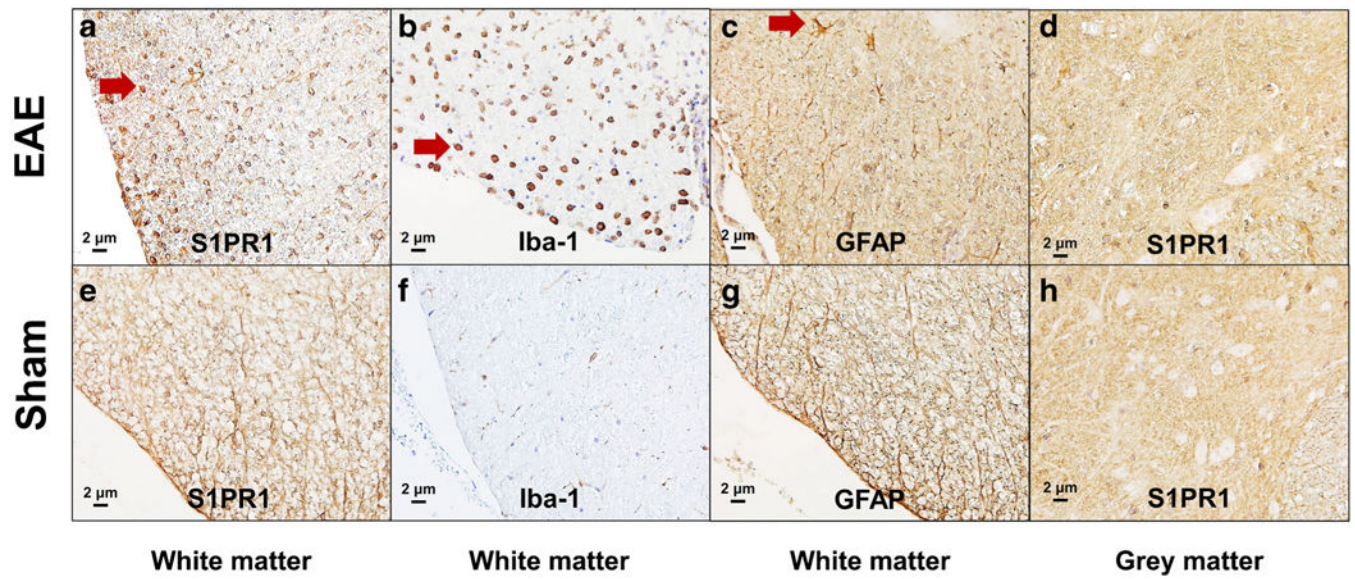 EAE
a
2 µm
S1PR1
b
2 µm
Iba-1
c
2 µm
GFAP
d
2 µm
S1PR1
Sham
e
2 µm
S1PR1
f
2 µm
Iba-1
g
2 µm
GFAP
h
2 µm
S1PR1
White matter
White matter
White matter
Grey matter